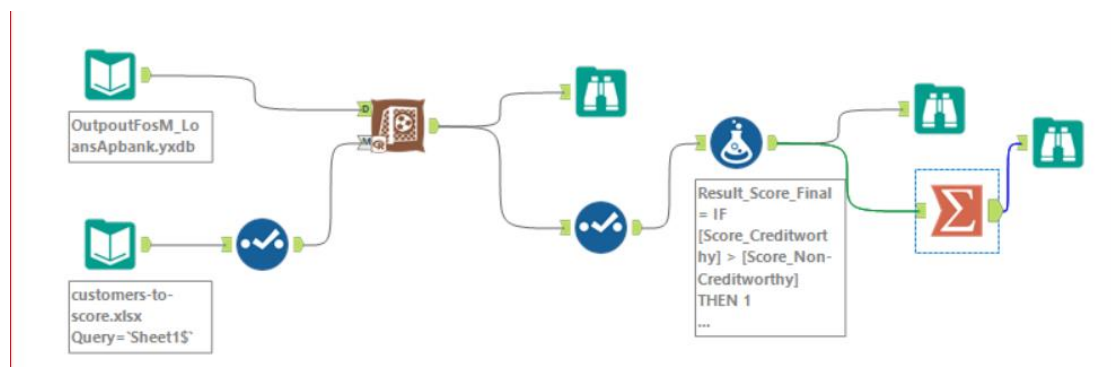 OutpoutFosM_Lo
ansApbank.yxdb
D
M
R
customers-to-
score.xlsx
Query=`Sheet1$`
Result_Score_Final
= IF
[Score_Creditwort
hy] > [Score_Non-
Creditworthy]
THEN 1
...